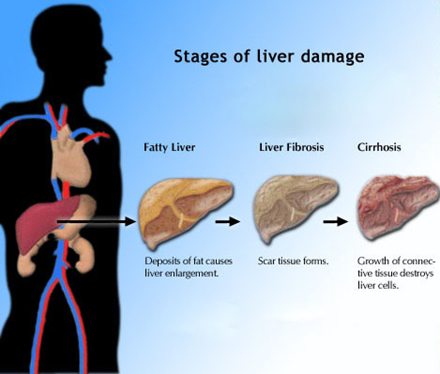 Stages of liver damage
Fatty Liver
Liver Fibrosis
Cirrhosis
Deposits of fat causes
liver enlargement.
Scar tissue forms.
Growth of connec-
tive tissue destroys
liver cells.